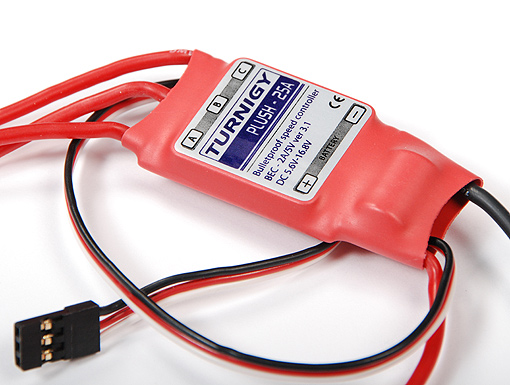 A B C
TURNIGY
PLUSH - 25A
Bulletproof speed controller
BEC - 2A/5V ver 3.1
DC 5.6V-16.8V
CE
+ BATTERY -